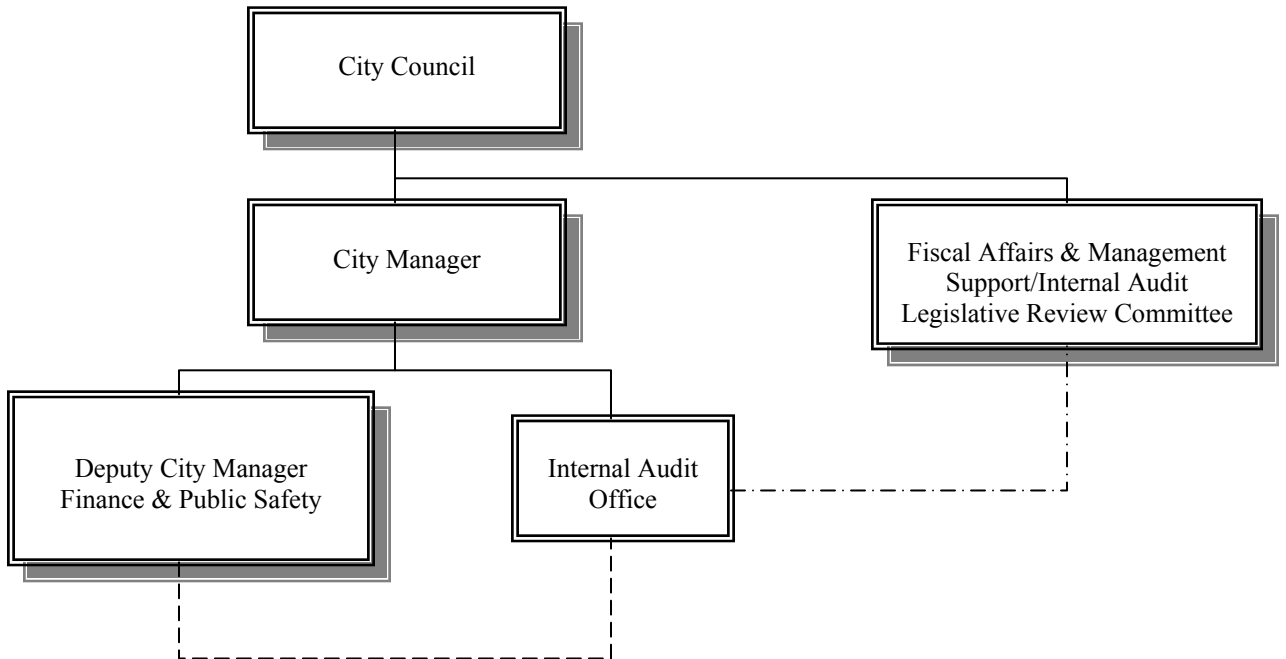 City Council
City Manager
Fiscal Affairs & Management
Support/Internal Audit
Legislative Review Committee
Deputy City Manager
Finance & Public Safety
Internal Audit
Office